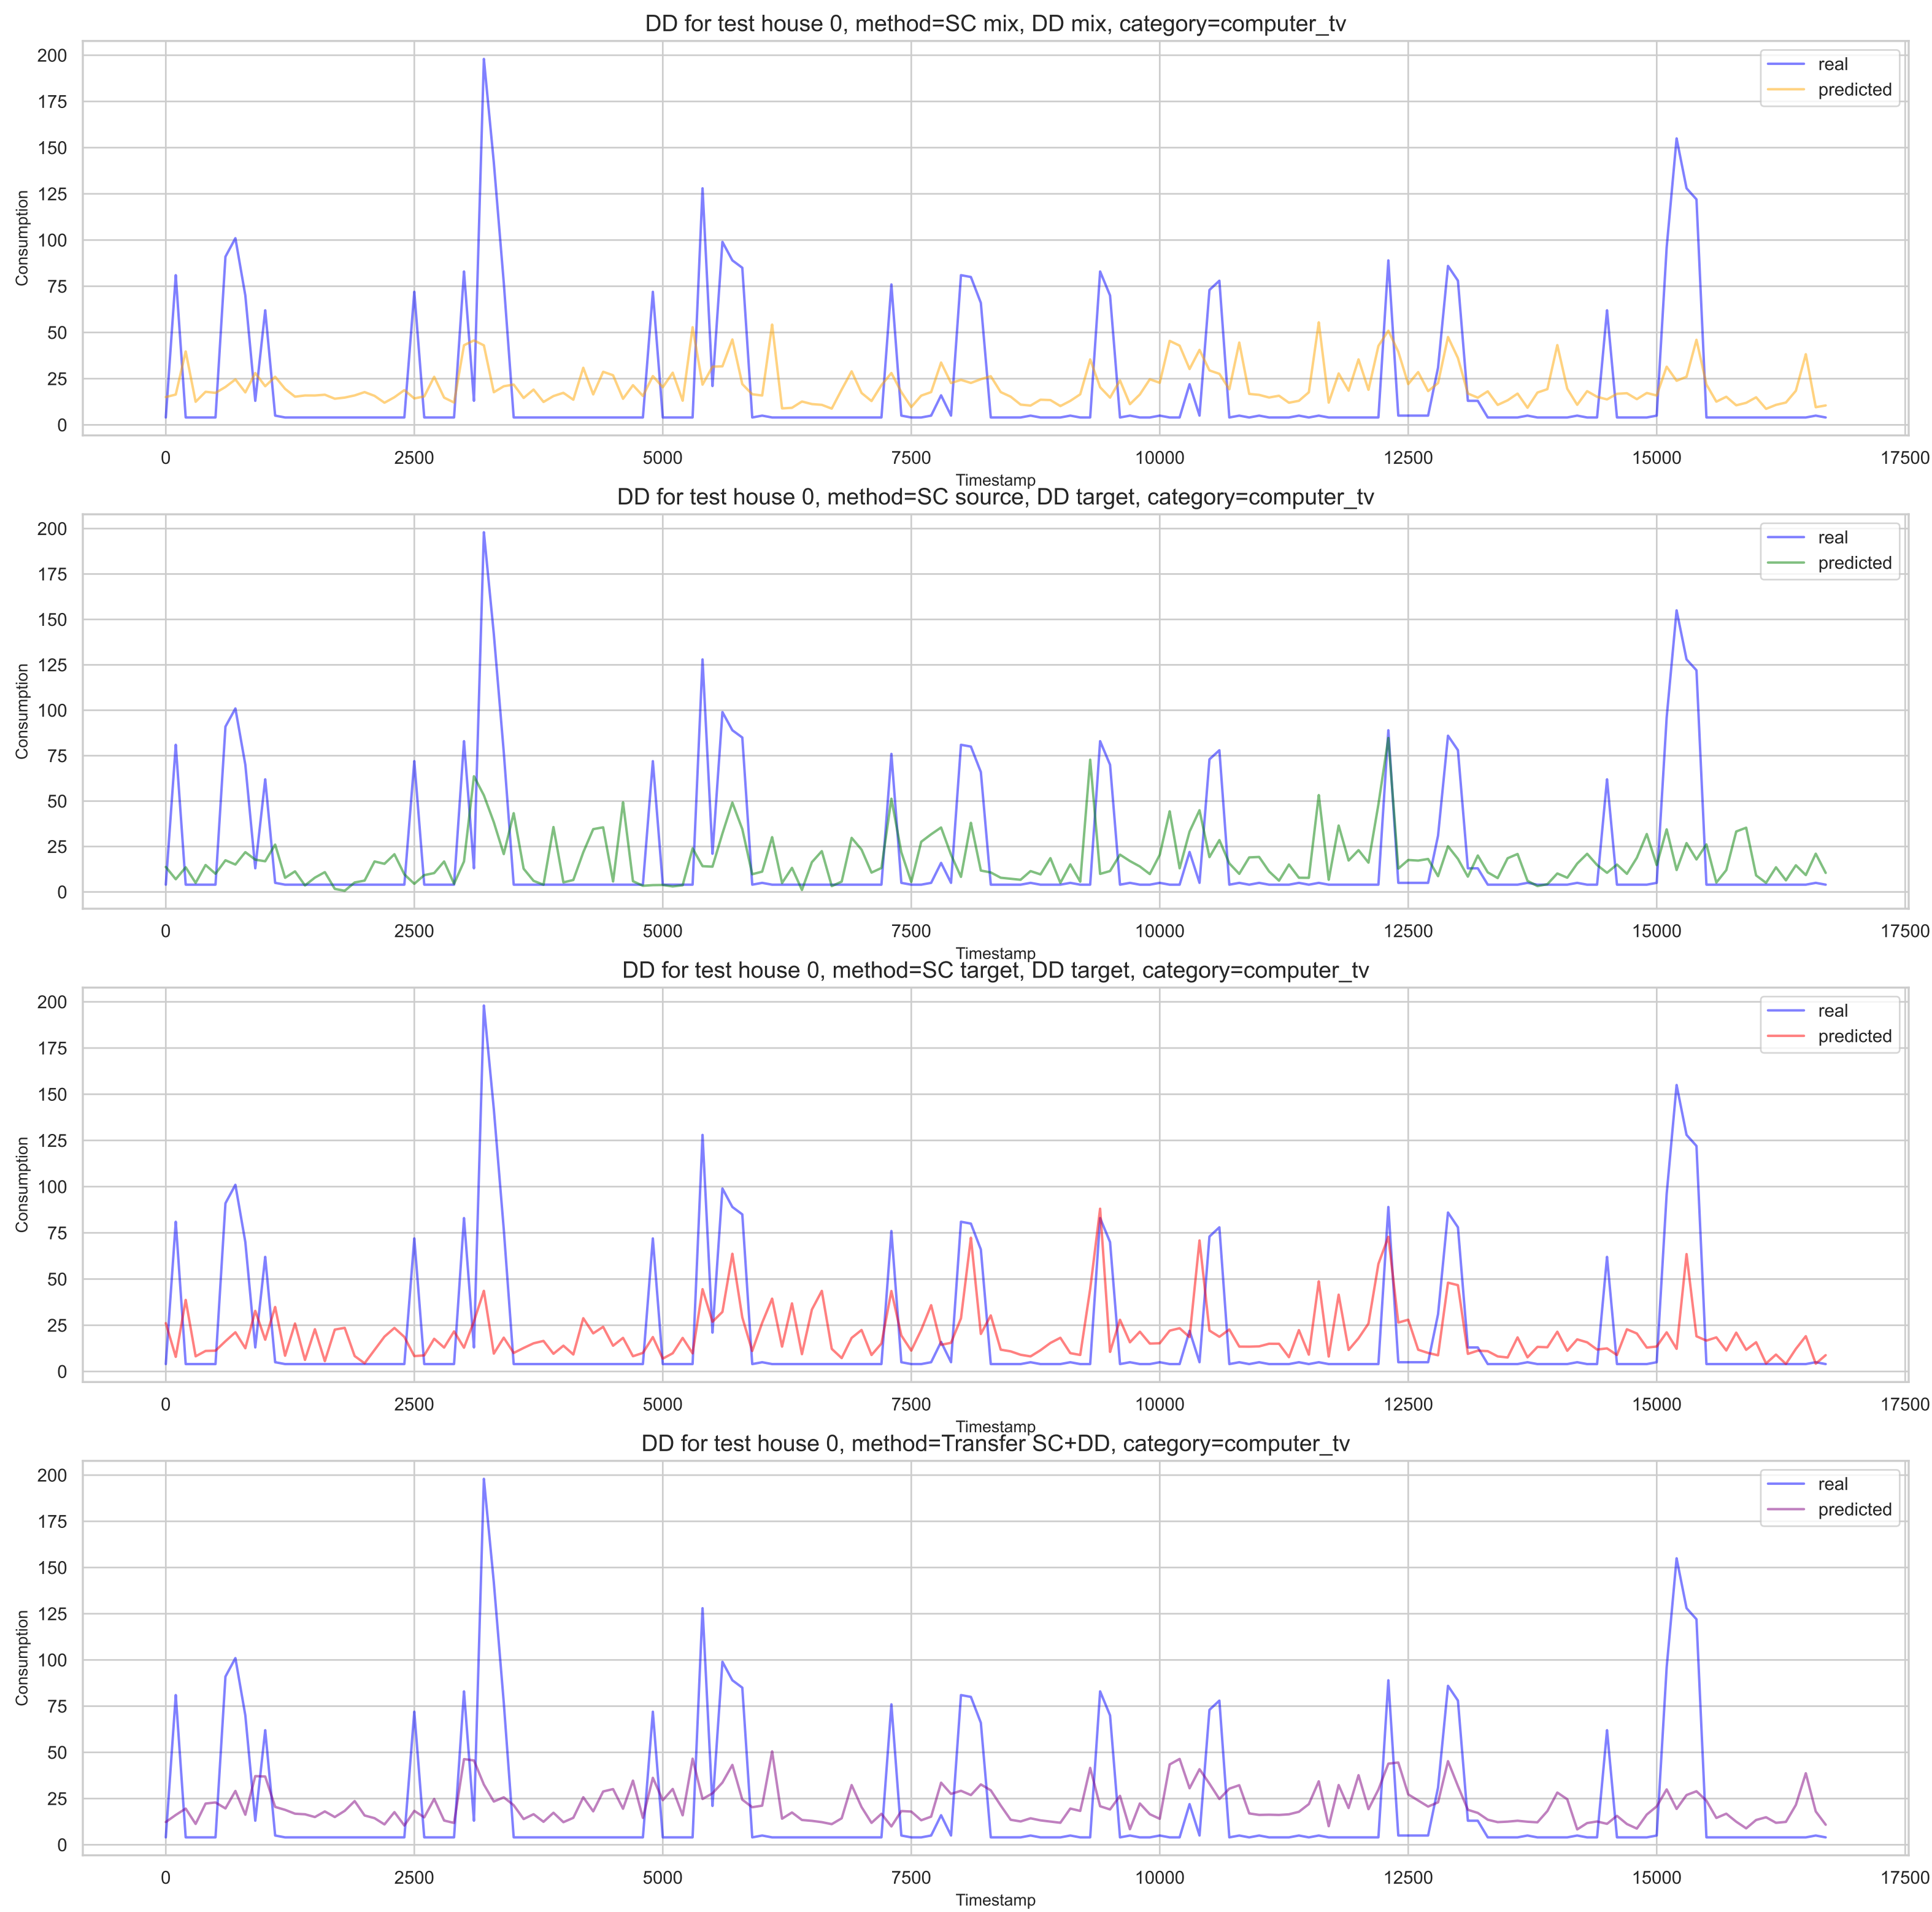 DD for test house 0, method=SC mix, DD mix, category=computer_tv
200
175
150
125
100
75
50
25
0
Consumption
real
predicted
0 2500 5000 7500 10000 12500 15000 17500
Timestamp
DD for test house 0, method=SC source, DD target, category=computer_tv
200
175
150
125
100
75
50
25
0
Consumption
real
predicted
0 2500 5000 7500 10000 12500 15000 17500
Timestamp
DD for test house 0, method=SC target, DD target, category=computer_tv
200
175
150
125
100
75
50
25
0
Consumption
real
predicted
0 2500 5000 7500 10000 12500 15000 17500
Timestamp
DD for test house 0, method=Transfer SC+DD, category=computer_tv
200
175
150
125
100
75
50
25
0
Consumption
real
predicted
0 2500 5000 7500 10000 12500 15000 17500
Timestamp